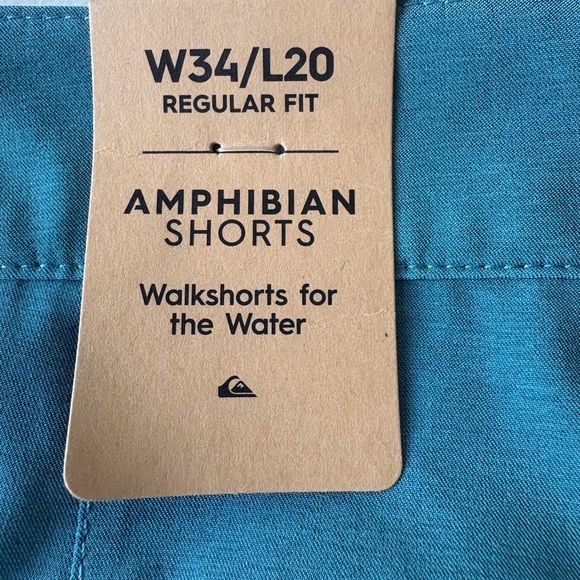 W34/L20
REGULAR FIT
AMPHIBIAN
SHORTS
Walkshorts for
the Water